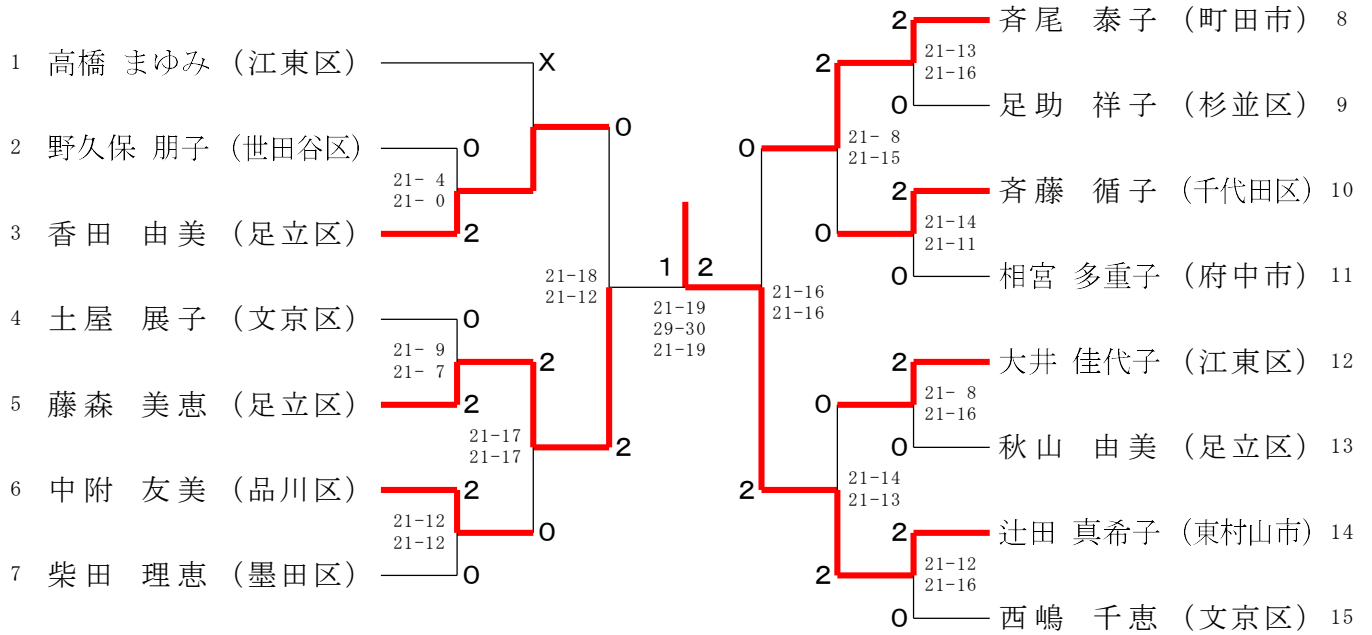 1 高橋 まゆみ (江東区) X
2 野久保 朋子 (世田谷区) 0
21- 4
21- 0
0
3 香田 由美 (足立区) 2
21-18
21-12
4 土屋 展子 (文京区) 0
21- 9
21- 7
2
5 藤森 美恵 (足立区) 2
21-17
21-17
2
6 中附 友美 (品川区) 2
21-12
21-12
0
7 柴田 理恵 (墨田区) 0
1 2
21-19
29-30
21-19
2 斉尾 泰子 (町田市) 8
21-13
21-16
2
0 足助 祥子 (杉並区) 9
21- 8
21-15
0
2 斉藤 循子 (千代田区) 10
21-14
21-11
0
0 相宮 多重子 (府中市) 11
21-16
21-16
2 大井 佳代子 (江東区) 12
21- 8
21-16
0
0 秋山 由美 (足立区) 13
21-14
21-13
2
2 辻田 真希子 (東村山市) 14
21-12
21-16
2
0 西嶋 千恵 (文京区) 15